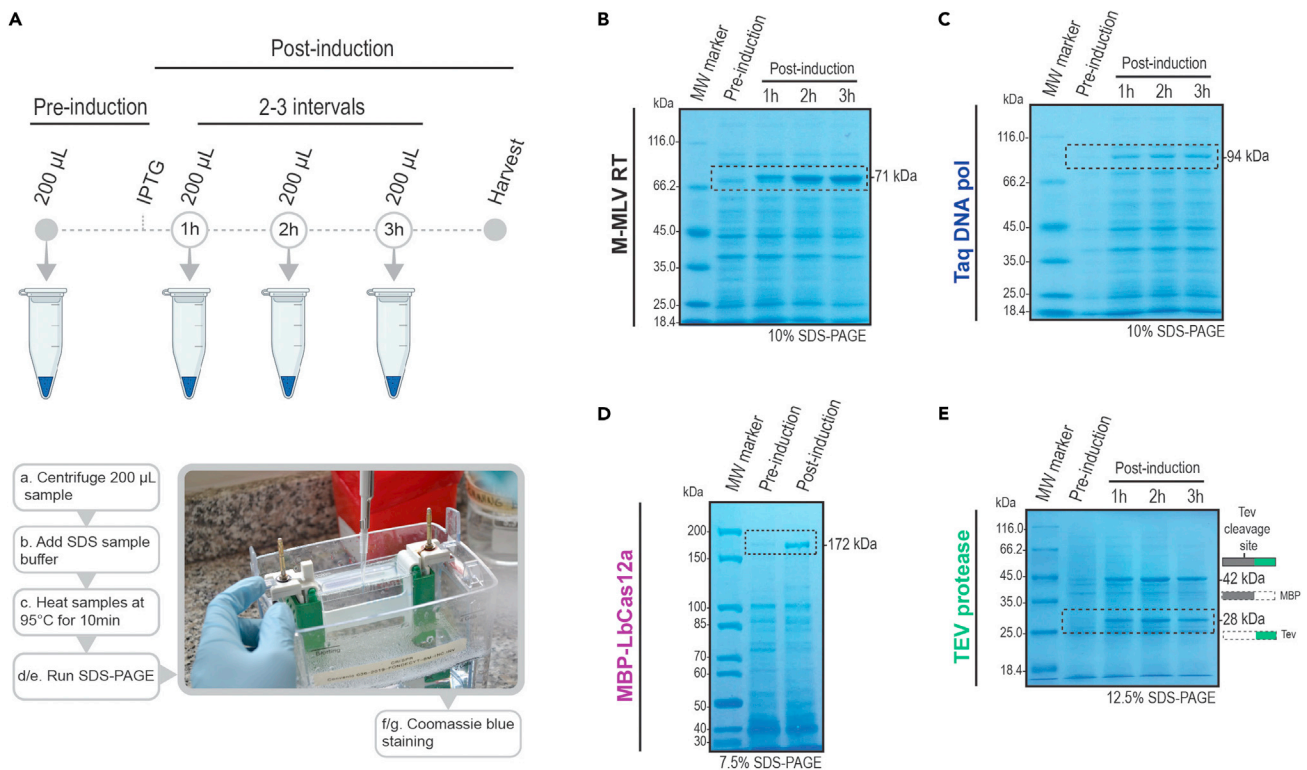 A
Post-induction
Pre-induction
2-3 intervals
200 µL
IPTG
200 µL
200 µL
200 µL
Harvest
1h
2h
3h
a. Centrifuge 200 µL
sample
b. Add SDS sample
buffer
c. Heat samples at
95°C for 10min
d/e. Run SDS-PAGE
f/g. Coomassie blue
staining
B
M-MLV RT
MW marker
Pre-induction
Post-induction
1h 2h 3h
kDa
116.0
66.2
45.0
35.0
25.0
18.4
-71 kDa
10% SDS-PAGE
C
Taq DNA pol
MW marker
Pre-induction
Post-induction
1h 2h 3h
kDa
116.0
66.2
45.0
35.0
25.0
18.4
-94 kDa
10% SDS-PAGE
D
MBP-LbCas12a
MW marker
Pre-induction
Post-induction
kDa
200
150
100
85
70
60
50
40
30
-172 kDa
7.5% SDS-PAGE
E
TEV protease
MW marker
Pre-induction
Post-induction
1h 2h 3h
kDa
116.0
66.2
45.0
35.0
25.0
18.4
Tev
cleavage
site
-42 kDa
MBP
-28 kDa
Tev
12.5% SDS-PAGE